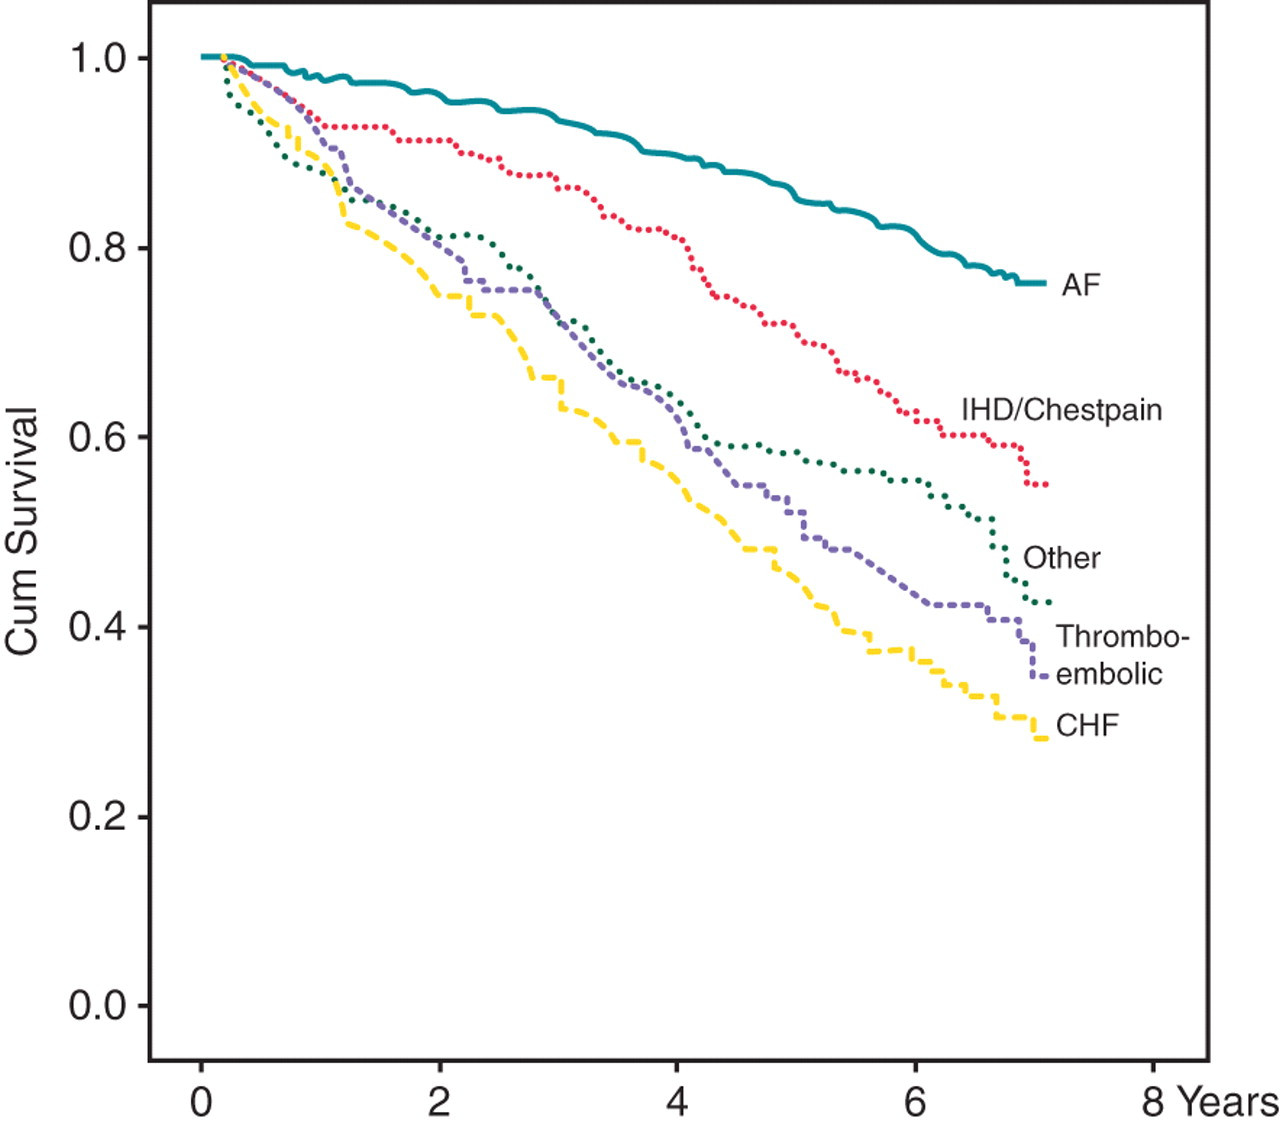 Cum Survival
1.0
0.8
0.6
0.4
0.2
0.0
AF
IHD/Chestpain
Other
Thrombo-
embolic
CHF
0 2 4 6 8 Years